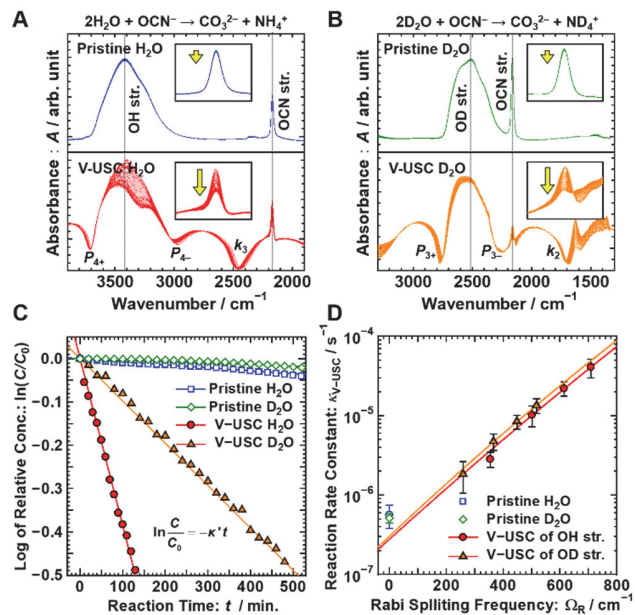 A
2H₂O + OCN⁻ → CO₃²⁻ + NH₄⁺
Pristine H₂O
OH str.
OCN str.
V-USC H₂O
P₄₊
P₄₋
k₃
Absorbance : A / arb. unit
3500 3000 2500 2000
Wavenumber / cm⁻¹
B
2D₂O + OCN⁻ → CO₃²⁻ + ND₄⁺
Pristine D₂O
OD str.
OCN str.
V-USC D₂O
P₃₊
P₃₋
k₂
Absorbance : A / arb. unit
3000 2500 2000 1500
Wavenumber / cm⁻¹
C
Log of Relative Conc.: ln(C/C₀)
0.0
−0.1
−0.2
−0.3
−0.4
−0.5
Pristine H₂O
Pristine D₂O
V−USC H₂O
V−USC D₂O
ln C/C₀ = −κ*t
0 100 200 300 400 500
Reaction Time: t / min.
D
Reaction Rate Constant: κV-USC / s⁻¹
10⁻⁴
10⁻⁵
10⁻⁶
10⁻⁷
Pristine H₂O
Pristine D₂O
V−USC of OH str.
V−USC of OD str.
0 200 400 600 800
Rabi Spliiting Frequency: ΩR / cm⁻¹